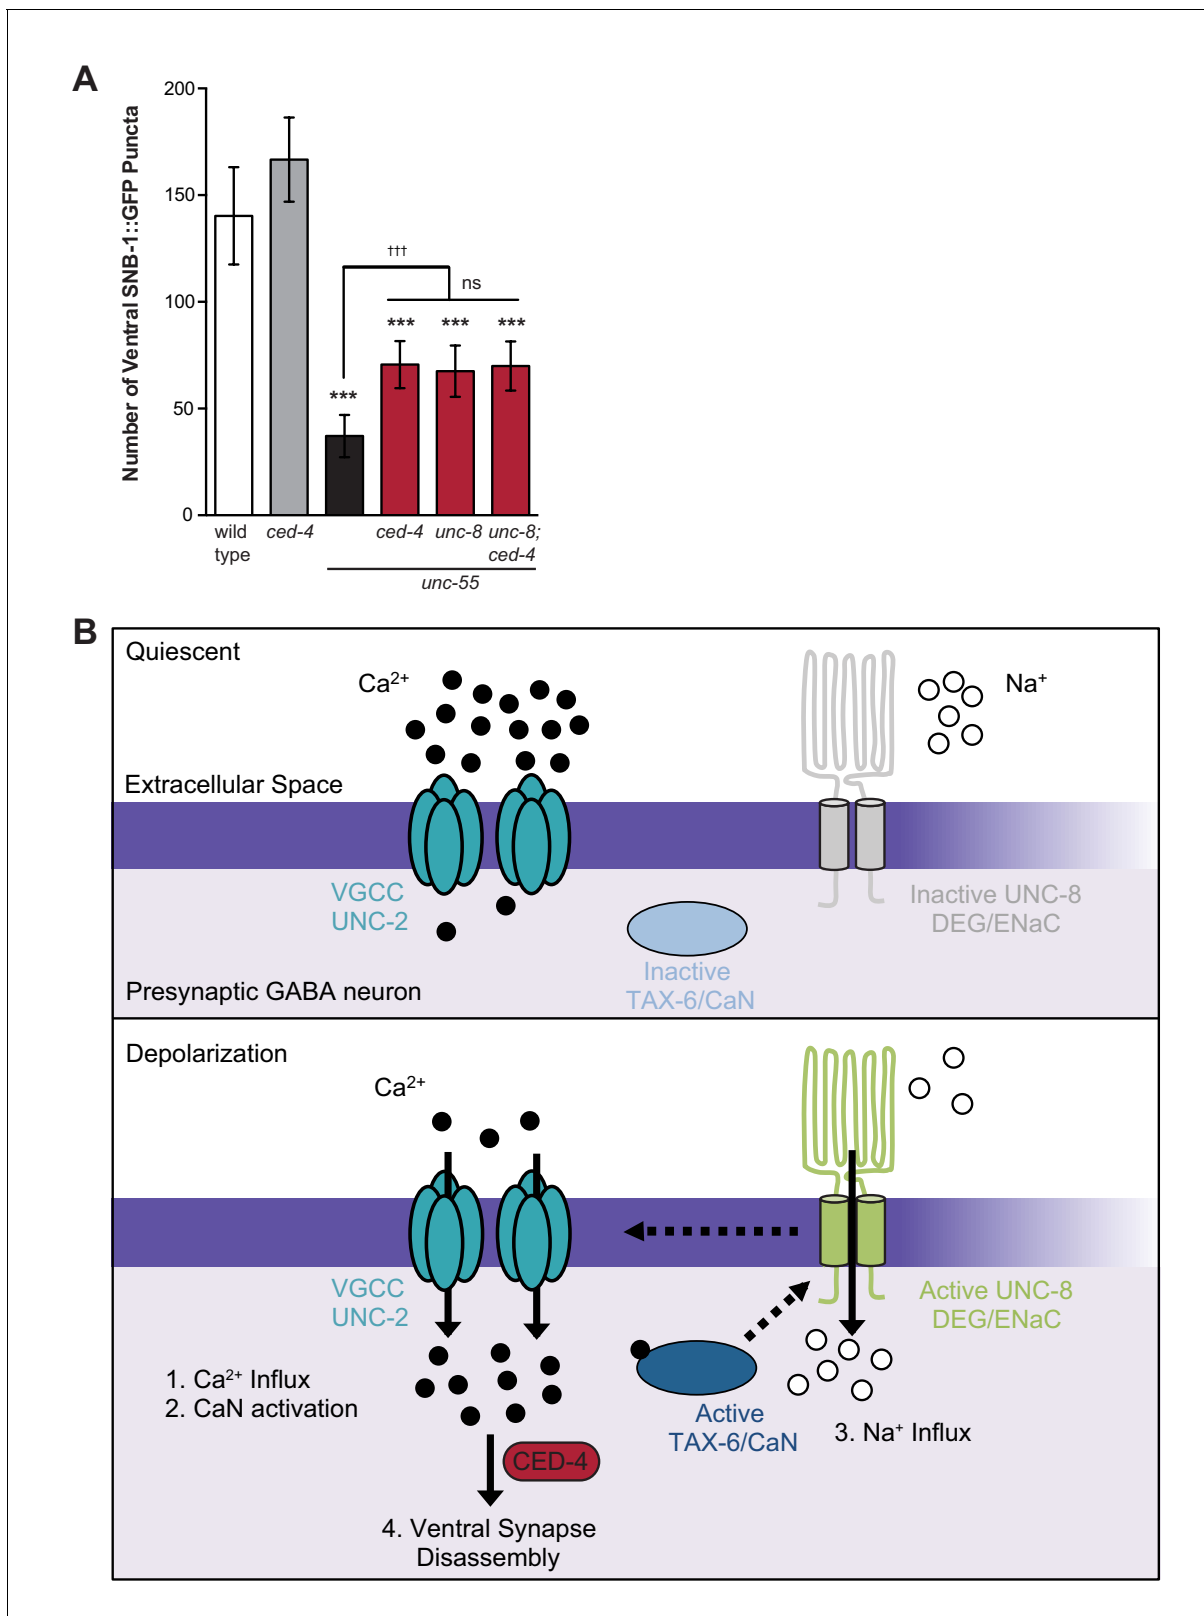 A
Number of Ventral SNB-1::GFP Puncta
200
150
100
50
0
†††
ns
***
***
***
***
wild
type
ced-4
ced-4
unc-8
unc-8;
ced-4
unc-55
B
Quiescent
Ca²⁺
Na⁺
Extracellular Space
VGCC
UNC-2
Inactive UNC-8
DEG/ENaC
Inactive
TAX-6/CaN
Presynaptic GABA neuron
Depolarization
Ca²⁺
VGCC
UNC-2
Active UNC-8
DEG/ENaC
1. Ca²⁺ Influx
2. CaN activation
Active
TAX-6/CaN
3. Na⁺ Influx
CED-4
4. Ventral Synapse
Disassembly